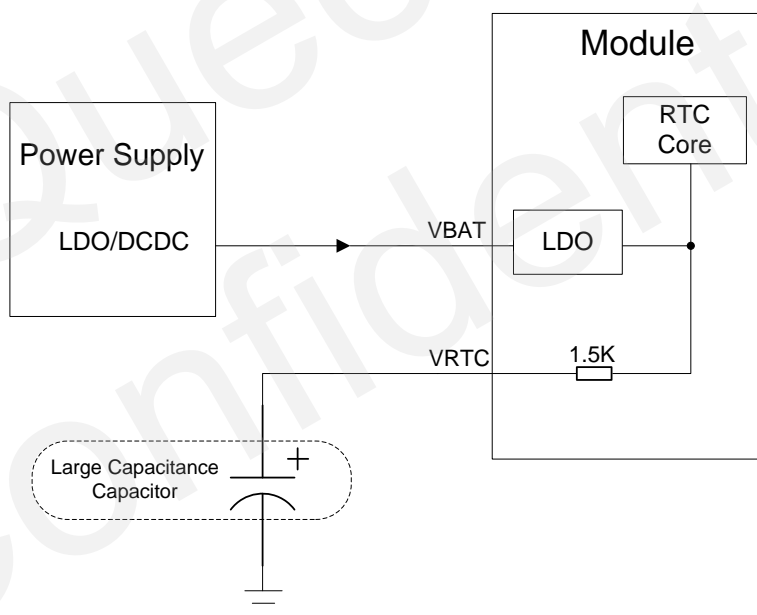 Module
RTC
Core
Power Supply
LDO/DCDC
VBAT
LDO
VRTC
1.5K
+
Large Capacitance
Capacitor